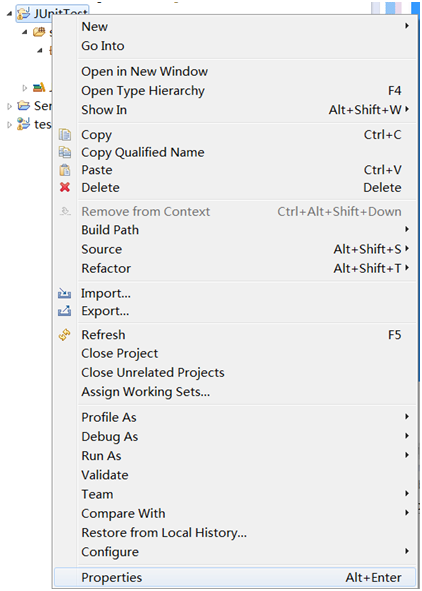 JUnitTest
New
Go Into
Open in New Window
Open Type Hierarchy F4
Show In Alt+Shift+W
Copy Ctrl+C
Copy Qualified Name
Paste Ctrl+V
Delete Delete
Remove from Context Ctrl+Alt+Shift+Down
Build Path
Source Alt+Shift+S
Refactor Alt+Shift+T
Import...
Export...
Refresh F5
Close Project
Close Unrelated Projects
Assign Working Sets...
Profile As
Debug As
Run As
Validate
Team
Compare With
Restore from Local History...
Configure
Properties Alt+Enter